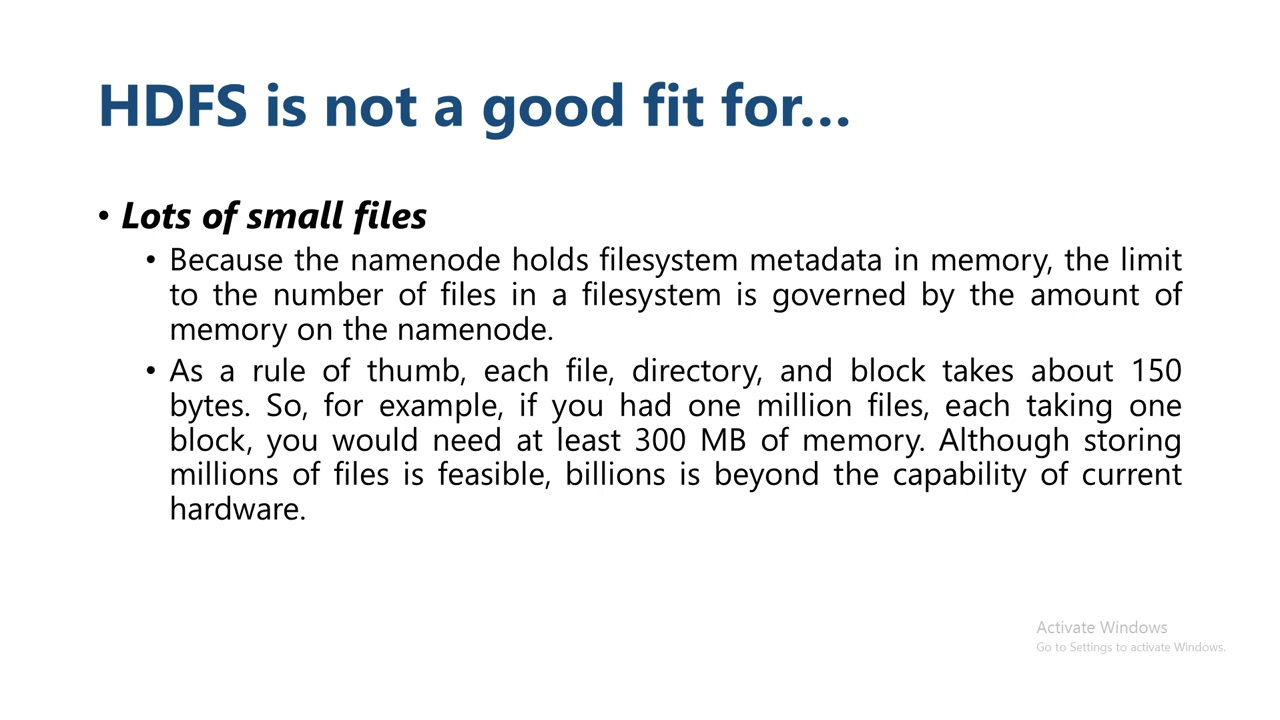 HDFS is not a good fit for...
• Lots of small files
• Because the namenode holds filesystem metadata in memory, the limit
to the number of files in a filesystem is governed by the amount of
memory on the namenode.
• As a rule of thumb, each file, directory, and block takes about 150
bytes. So, for example, if you had one million files, each taking one
block, you would need at least 300 MB of memory. Although storing
millions of files is feasible, billions is beyond the capability of current
hardware.
Activate Windows
Go to Settings to activate Windows.